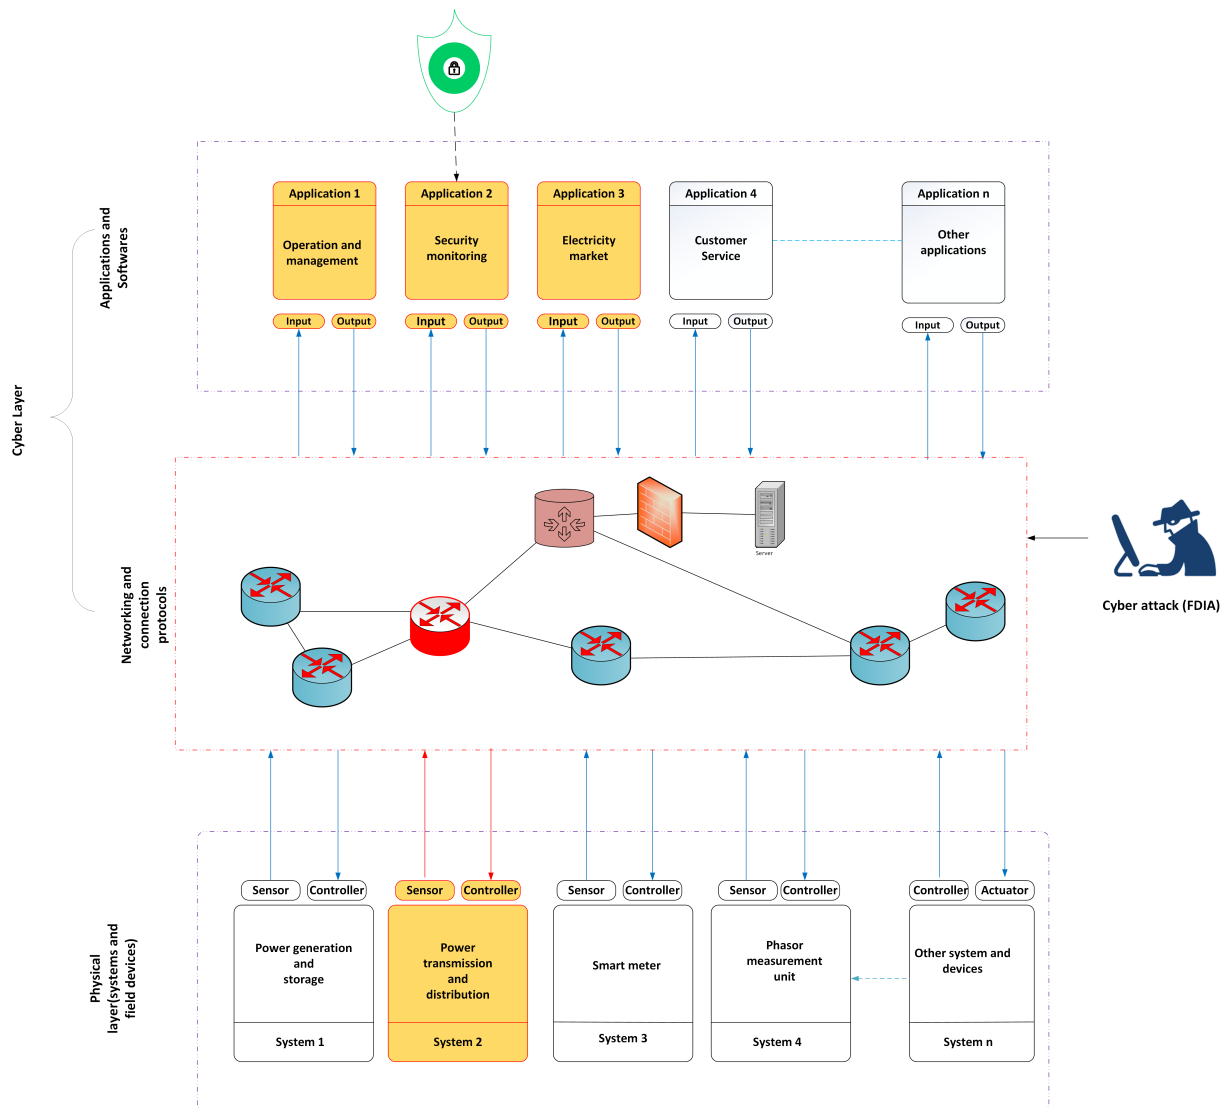 Application 1
Application 2
Application 3
Application 4
Application n
Operation and
management
Security
monitoring
Electricity
market
Customer
Service
Other
applications
Input
Output
Input
Output
Input
Output
Input
Output
Input
Output
Applications and
Softwares
Cyber Layer
Networking and
connection
protocols
Server
Cyber attack (FDIA)
Sensor
Controller
Sensor
Controller
Sensor
Controller
Sensor
Controller
Controller
Actuator
Physical
layer(systems and
field devices)
Power generation
and
storage
System 1
Power
transmission
and
distribution
System 2
Smart meter
System 3
Phasor
measurement
unit
System 4
Other system and
devices
System n